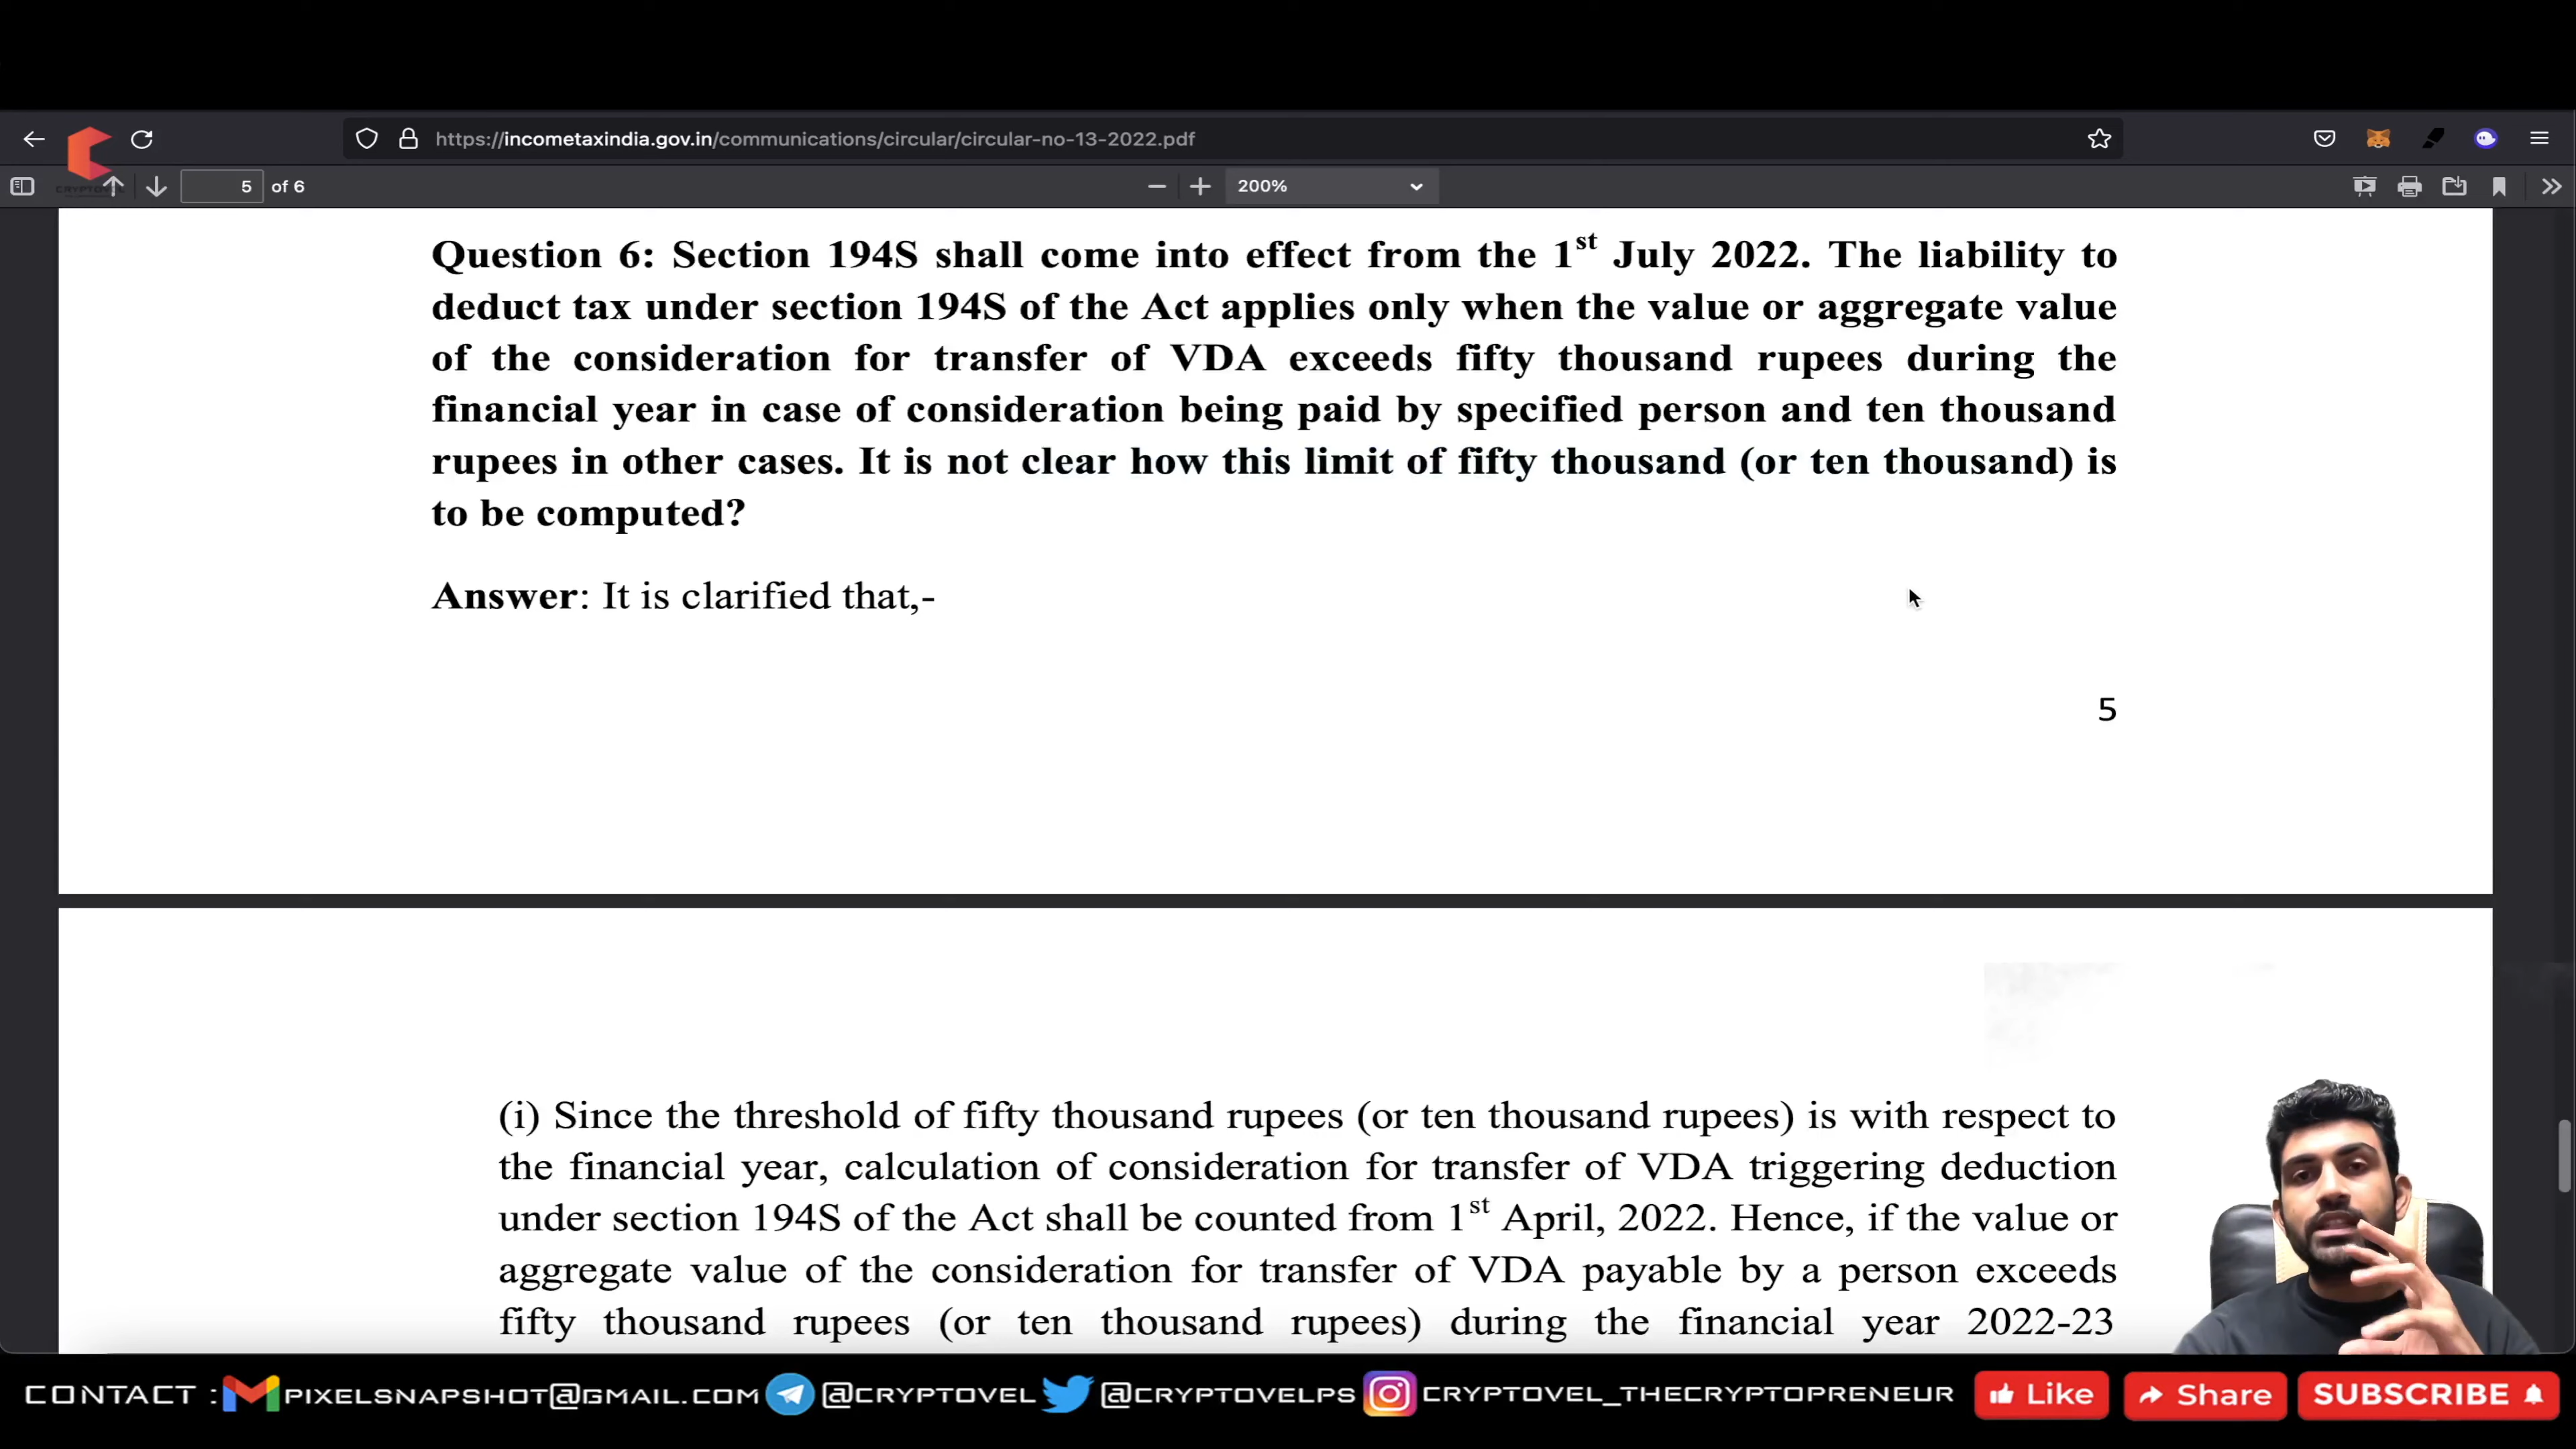 https://incometaxindia.gov.in/communications/circular/circular-no-13-2022.pdf
5 of 6
200%
Question 6: Section 194S shall come into effect from the 1st July 2022. The liability to
deduct tax under section 194S of the Act applies only when the value or aggregate value
of the consideration for transfer of VDA exceeds fifty thousand rupees during the
financial year in case of consideration being paid by specified person and ten thousand
rupees in other cases. It is not clear how this limit of fifty thousand (or ten thousand) is
to be computed?
Answer: It is clarified that,-
5
(i) Since the threshold of fifty thousand rupees (or ten thousand rupees) is with respect to
the financial year, calculation of consideration for transfer of VDA triggering deduction
under section 194S of the Act shall be counted from 1st April, 2022. Hence, if the value or
aggregate value of the consideration for transfer of VDA payable by a person exceeds
fifty thousand rupees (or ten thousand rupees) during the financial year 2022-23
CONTACT : PIXELSNAPSHOT@GMAIL.COM @CRYPTOVEL @CRYPTOVELPS CRYPTOVEL_THECRYPTOPRENEUR Like Share SUBSCRIBE